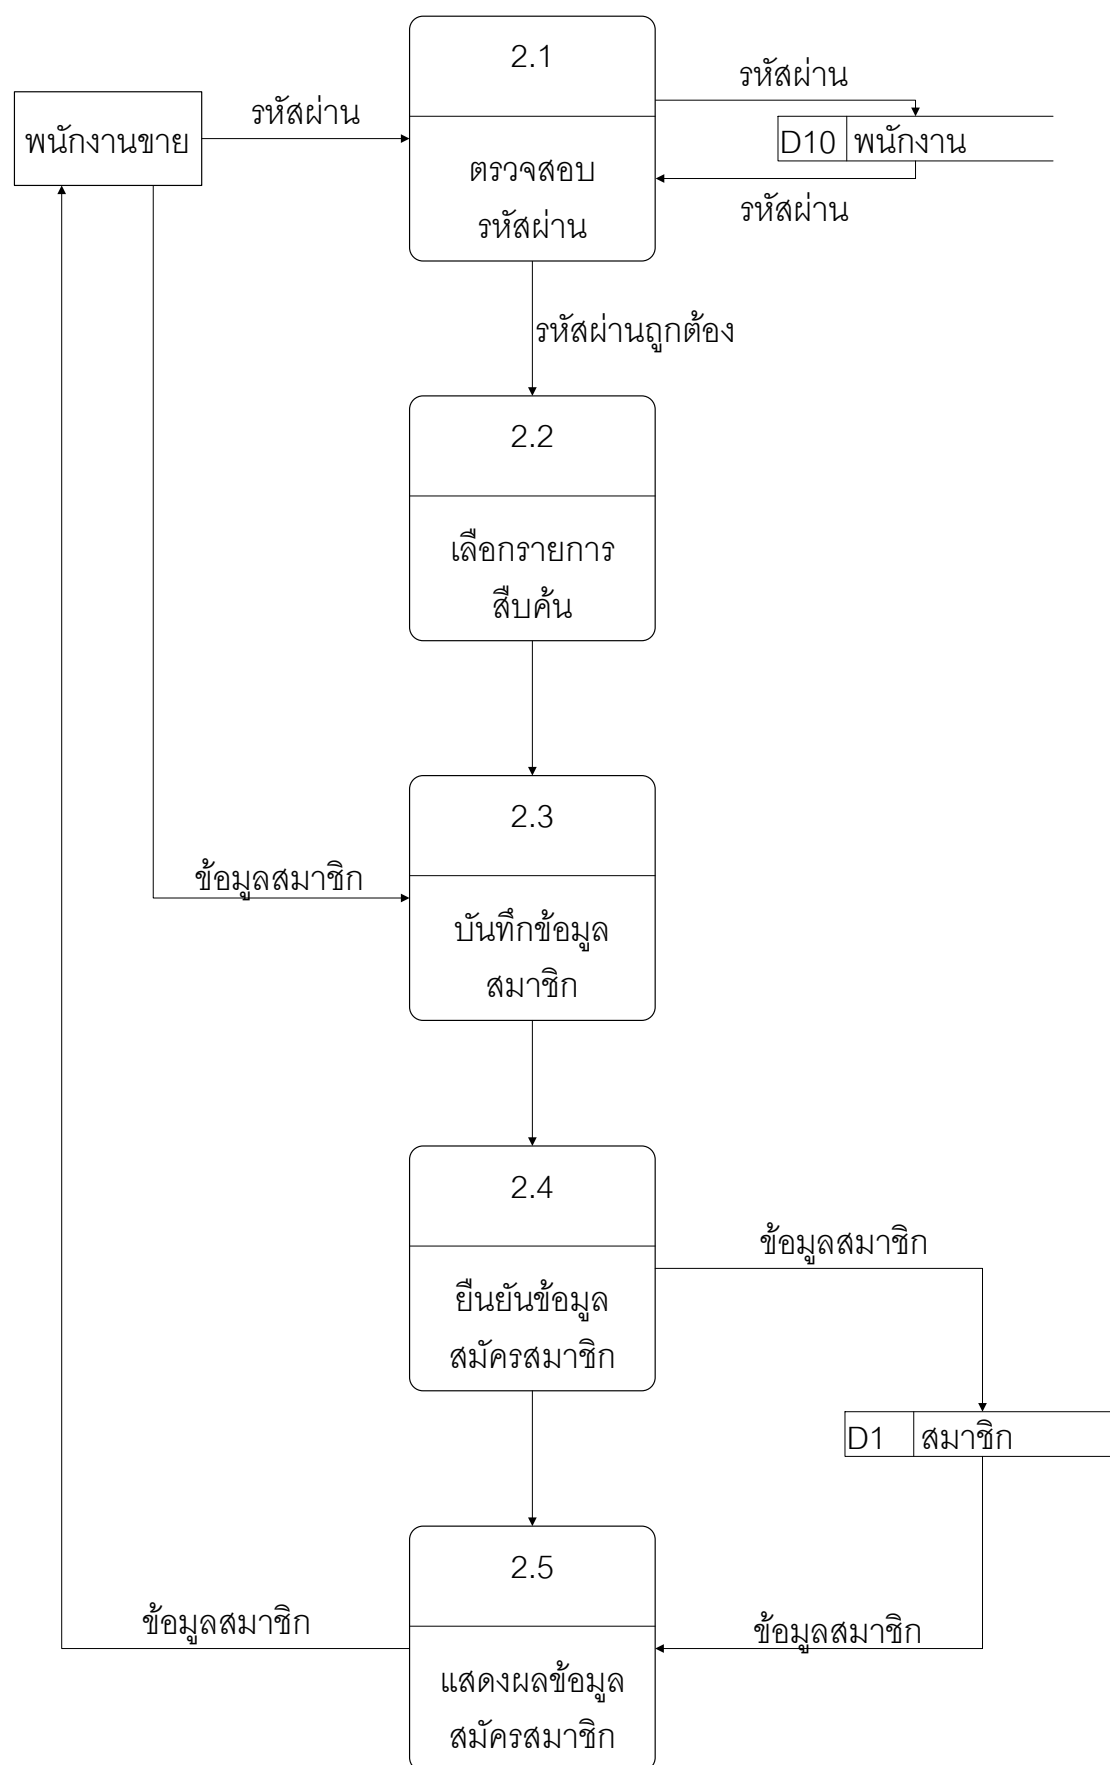 2.1
รหัสผ่าน
รหัสผ่าน
พนักงานขาย
D10 พนักงาน
ตรวจสอบ
รหัสผ่าน
รหัสผ่าน
รหัสผ่านถูกต้อง
2.2
เลือกรายการ
สืบค้น
2.3
ข้อมูลสมาชิก
บันทึกข้อมูล
สมาชิก
2.4
ข้อมูลสมาชิก
ยืนยันข้อมูล
สมัครสมาชิก
D1 สมาชิก
2.5
ข้อมูลสมาชิก
ข้อมูลสมาชิก
แสดงผลข้อมูล
สมัครสมาชิก